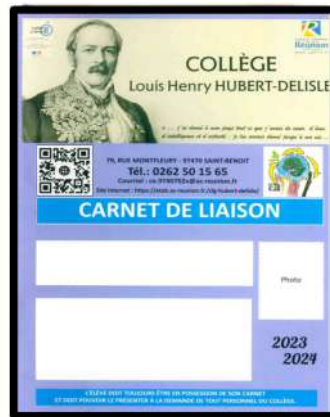 COLLÈGE
Louis Henry HUBERT-DELISLE
79, RUE MONTFLEURY - 97470 SAINT-BENOIT
Tél.: 0262 50 15 65
CARNET DE LIAISON
Photo
2023
2024
L'ÉLÈVE DOIT TOUJOURS ÊTRE EN POSSESSION DE SON CARNET
ET DOIT POUVOIR LE PRÉSENTER À LA DEMANDE DE TOUT PERSONNEL DU COLLÈGE.